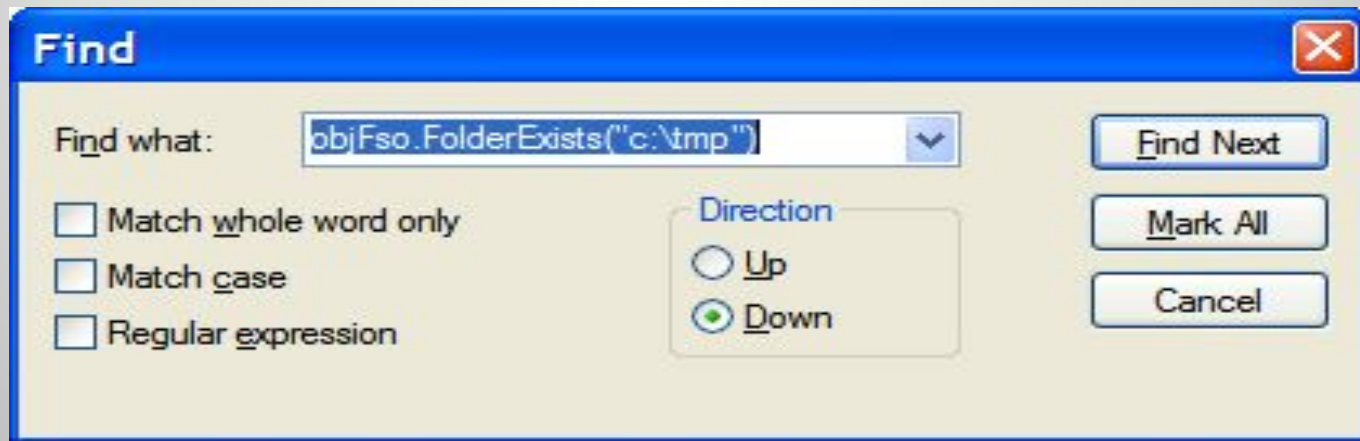 Find
Find what: objFso.FolderExists("c:\tmp")
Find Next
Match whole word only
Match case
Regular expression
Direction
Up
Down
Mark All
Cancel